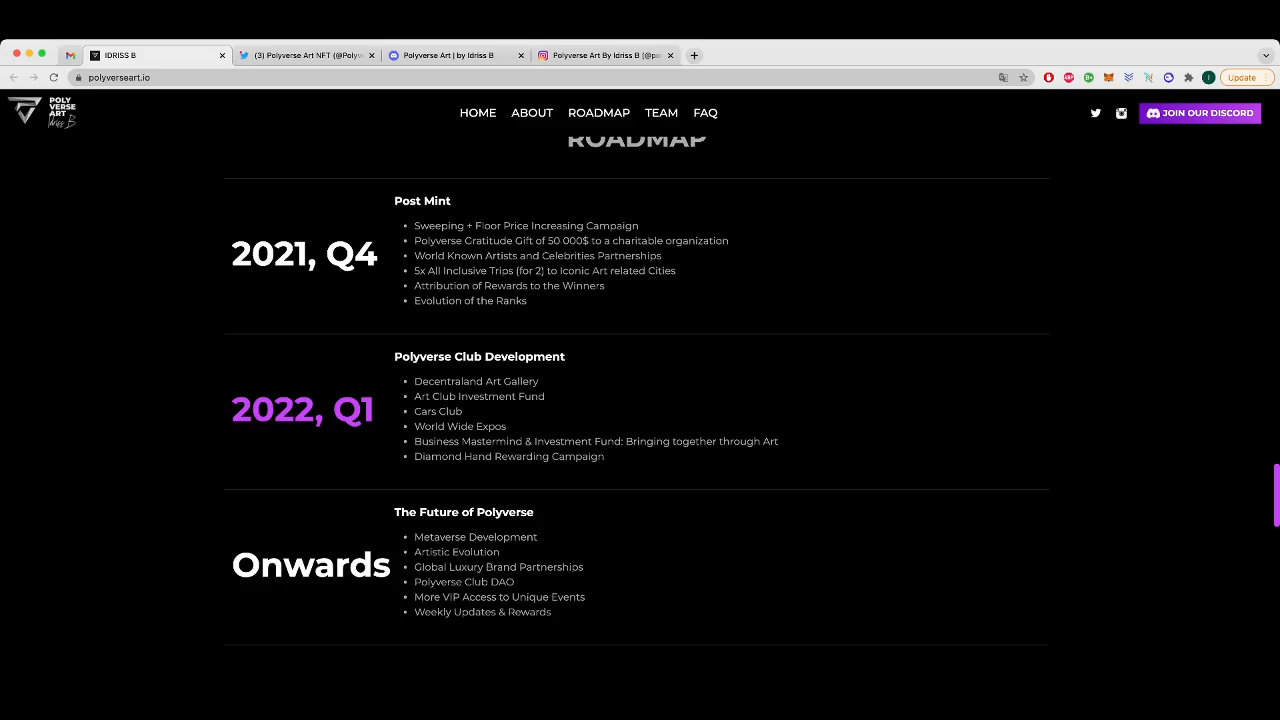 IDRISS B
(3) Polyverse Art NFT (@Polyv
Polyverse Art | by Idriss B
Polyverse Art By Idriss B (@po
polyverseart.io
Update
POLY
VERSE
ART
Idriss B.
HOME
ABOUT
ROADMAP
TEAM
FAQ
JOIN OUR DISCORD
ROADMAP
2021, Q4
Post Mint
• Sweeping + Floor Price Increasing Campaign
• Polyverse Gratitude Gift of 50 000$ to a charitable organization
• World Known Artists and Celebrities Partnerships
• 5x All Inclusive Trips (for 2) to Iconic Art related Cities
• Attribution of Rewards to the Winners
• Evolution of the Ranks
2022, Q1
Polyverse Club Development
• Decentraland Art Gallery
• Art Club Investment Fund
• Cars Club
• World Wide Expos
• Business Mastermind & Investment Fund: Bringing together through Art
• Diamond Hand Rewarding Campaign
Onwards
The Future of Polyverse
• Metaverse Development
• Artistic Evolution
• Global Luxury Brand Partnerships
• Polyverse Club DAO
• More VIP Access to Unique Events
• Weekly Updates & Rewards